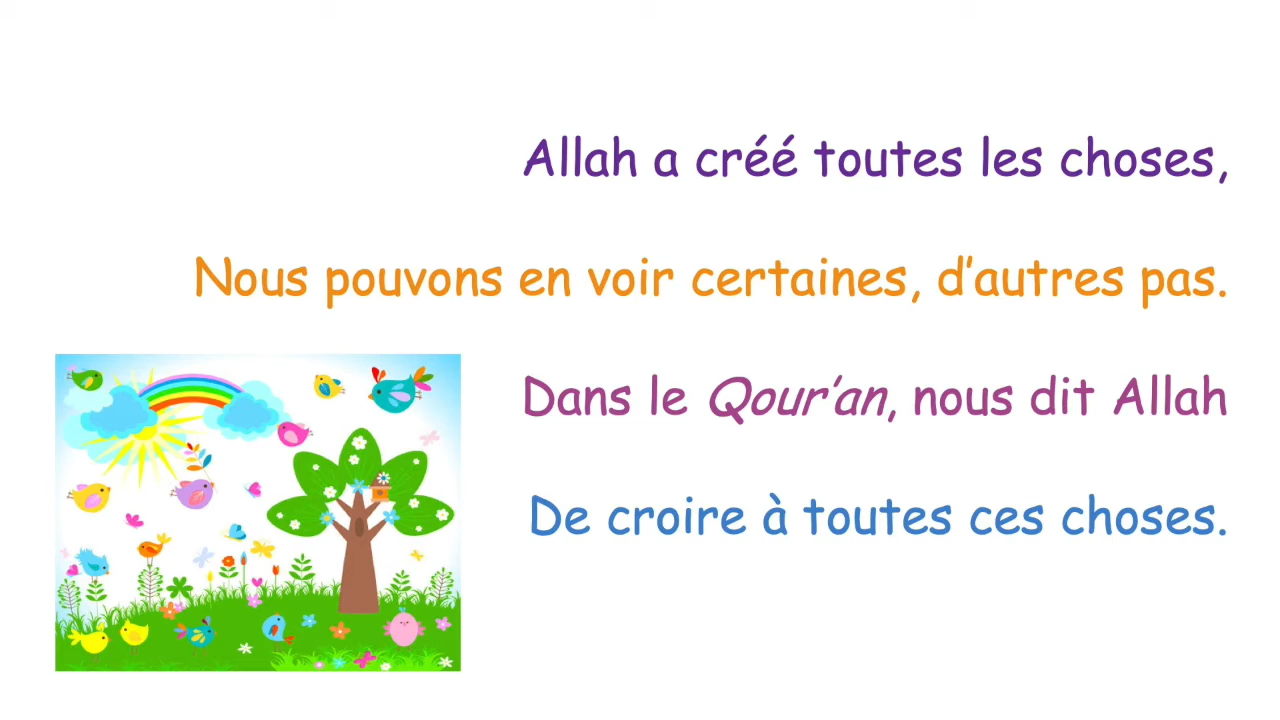 Allah a créé toutes les choses,
Nous pouvons en voir certaines, d’autres pas.
Dans le Qour’an, nous dit Allah
De croire à toutes ces choses.